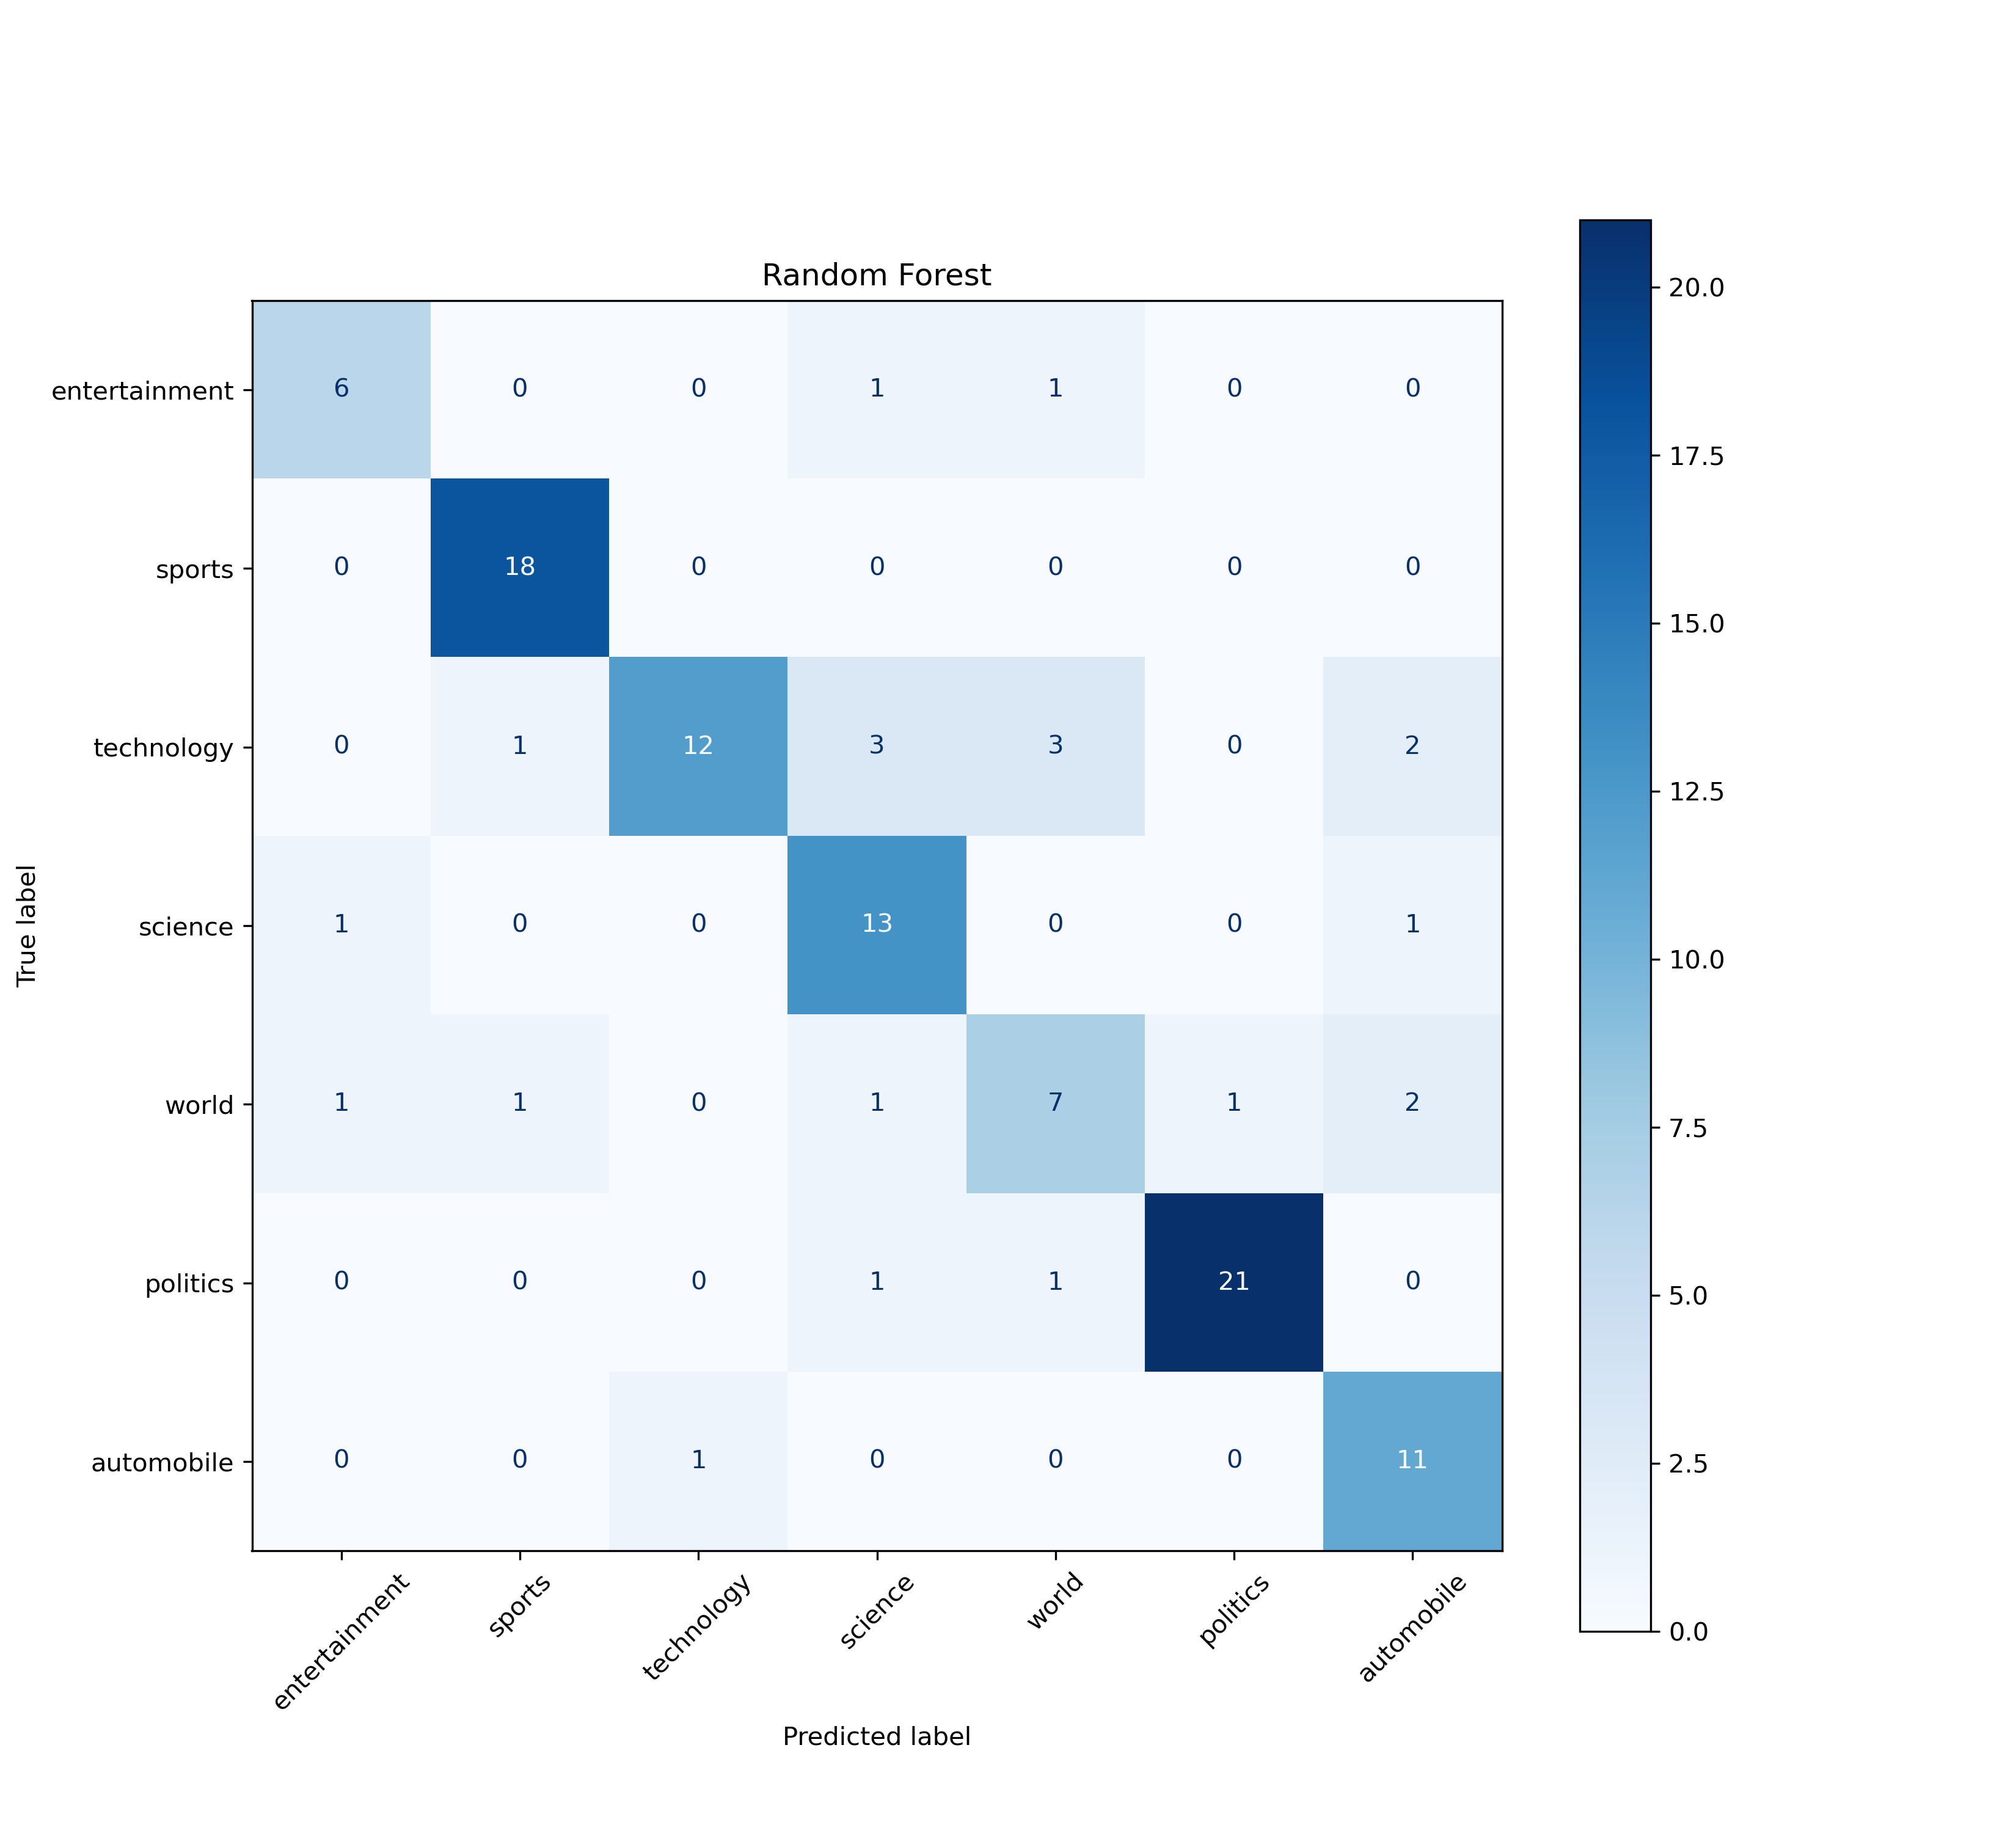 Random Forest
entertainment 6 0 0 1 1 0 0
sports 0 18 0 0 0 0 0
technology 0 1 12 3 3 0 2
science 1 0 0 13 0 0 1
world 1 1 0 1 7 1 2
politics 0 0 0 1 1 21 0
automobile 0 0 1 0 0 0 11
True label
entertainment sports technology science world politics automobile
Predicted label
20.0
17.5
15.0
12.5
10.0
7.5
5.0
2.5
0.0